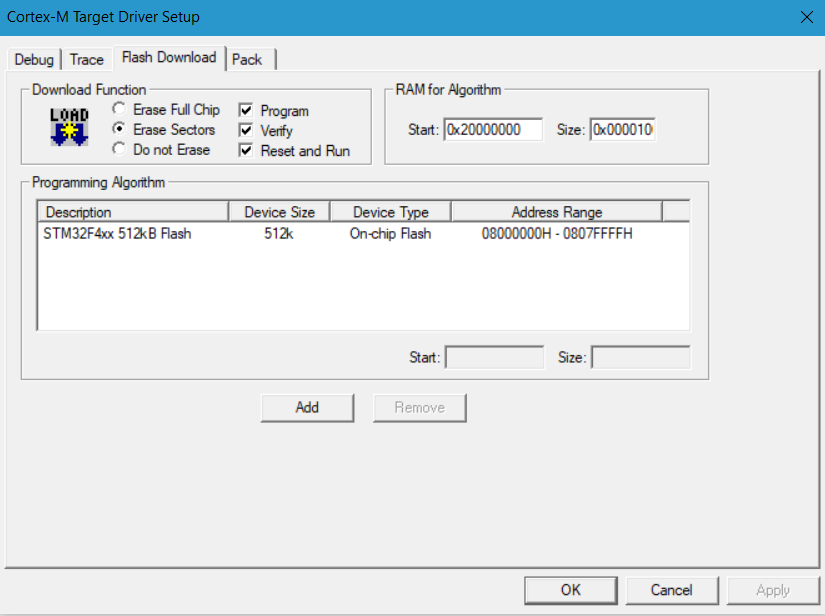 Cortex-M Target Driver Setup
Debug Trace Flash Download Pack
Download Function
LOAD
Erase Full Chip
Erase Sectors
Do not Erase
Program
Verify
Reset and Run
RAM for Algorithm
Start: 0x20000000 Size: 0x000010
Programming Algorithm
Description Device Size Device Type Address Range
STM32F4xx 512kB Flash 512k On-chip Flash 08000000H - 0807FFFFH
Start: Size:
Add Remove
OK Cancel Apply